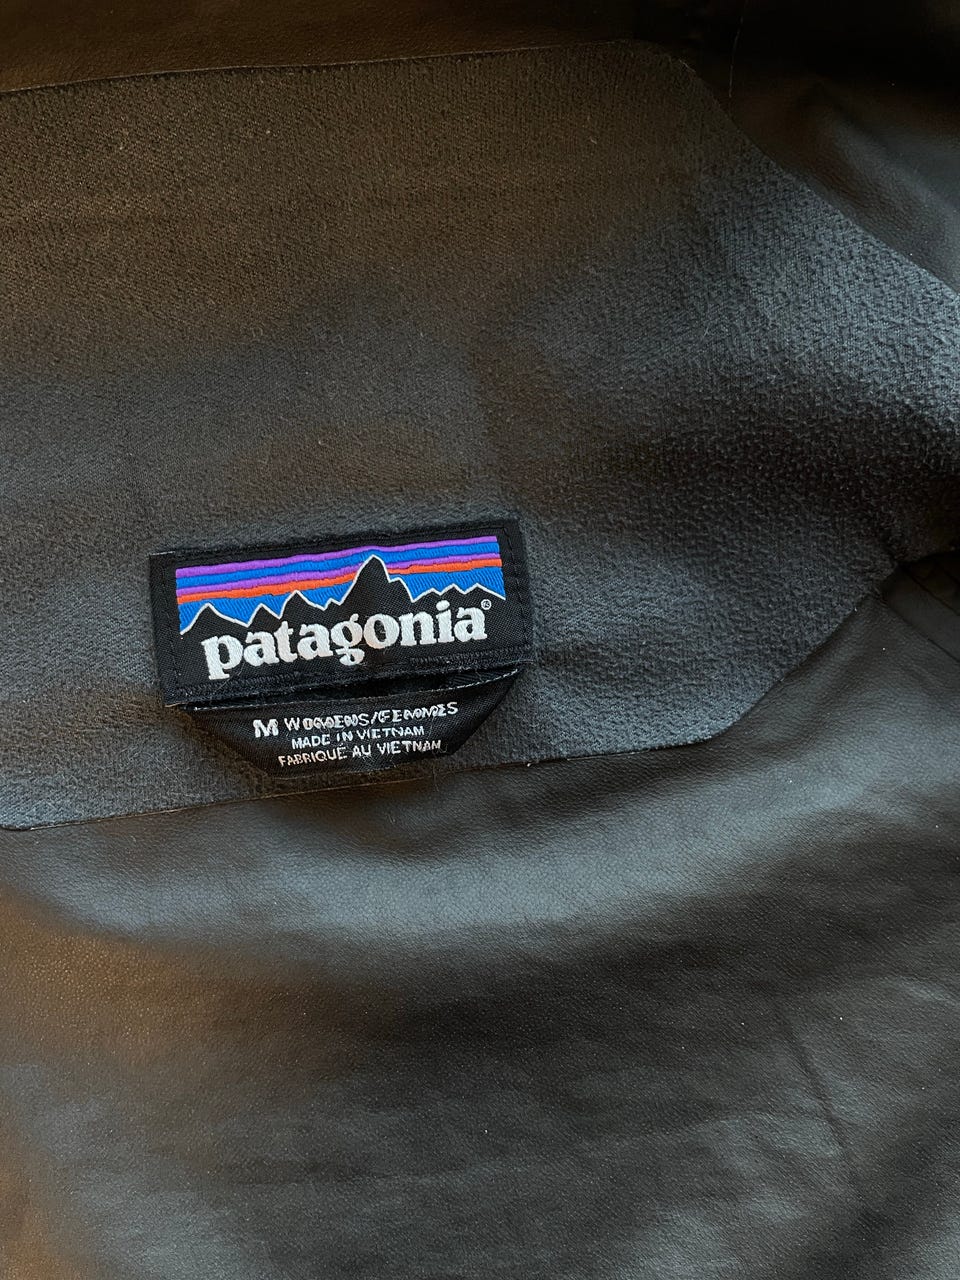 patagonia®
M WOMENS/FEMMES
MADE IN VIETNAM
FABRIQUÉ AU VIETNAM